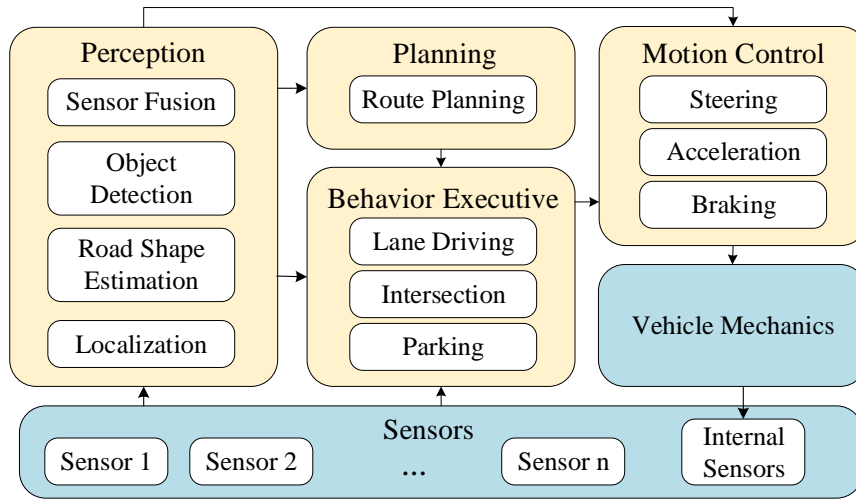 Perception
Sensor Fusion
Object
Detection
Road Shape
Estimation
Localization
Planning
Route Planning
Behavior Executive
Lane Driving
Intersection
Parking
Motion Control
Steering
Acceleration
Braking
Vehicle Mechanics
Sensors
Sensor 1
Sensor 2
...
Sensor n
Internal
Sensors